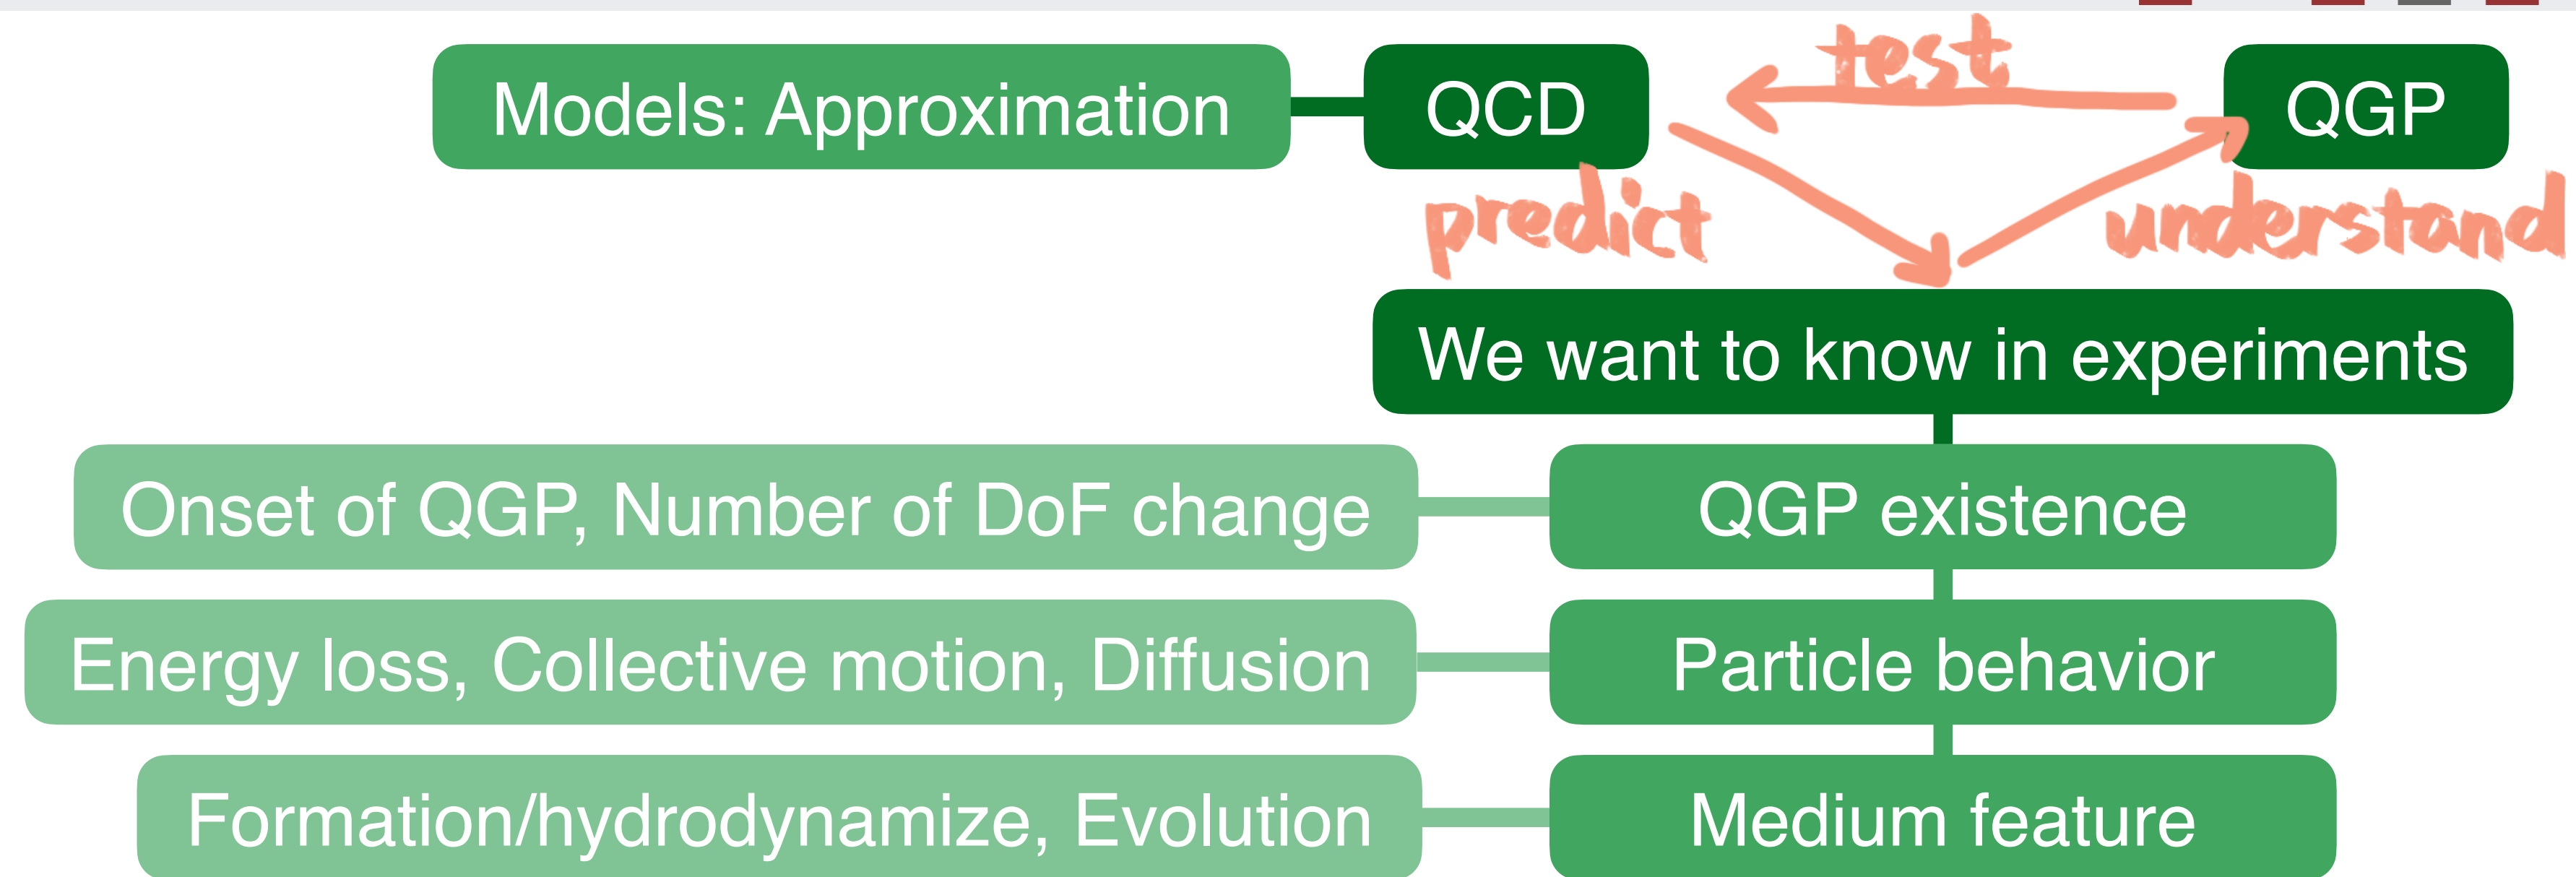 test
Models: Approximation
QCD
QGP
predict
understand
We want to know in experiments
Onset of QGP, Number of DoF change
QGP existence
Energy loss, Collective motion, Diffusion
Particle behavior
Formation/hydrodynamize, Evolution
Medium feature